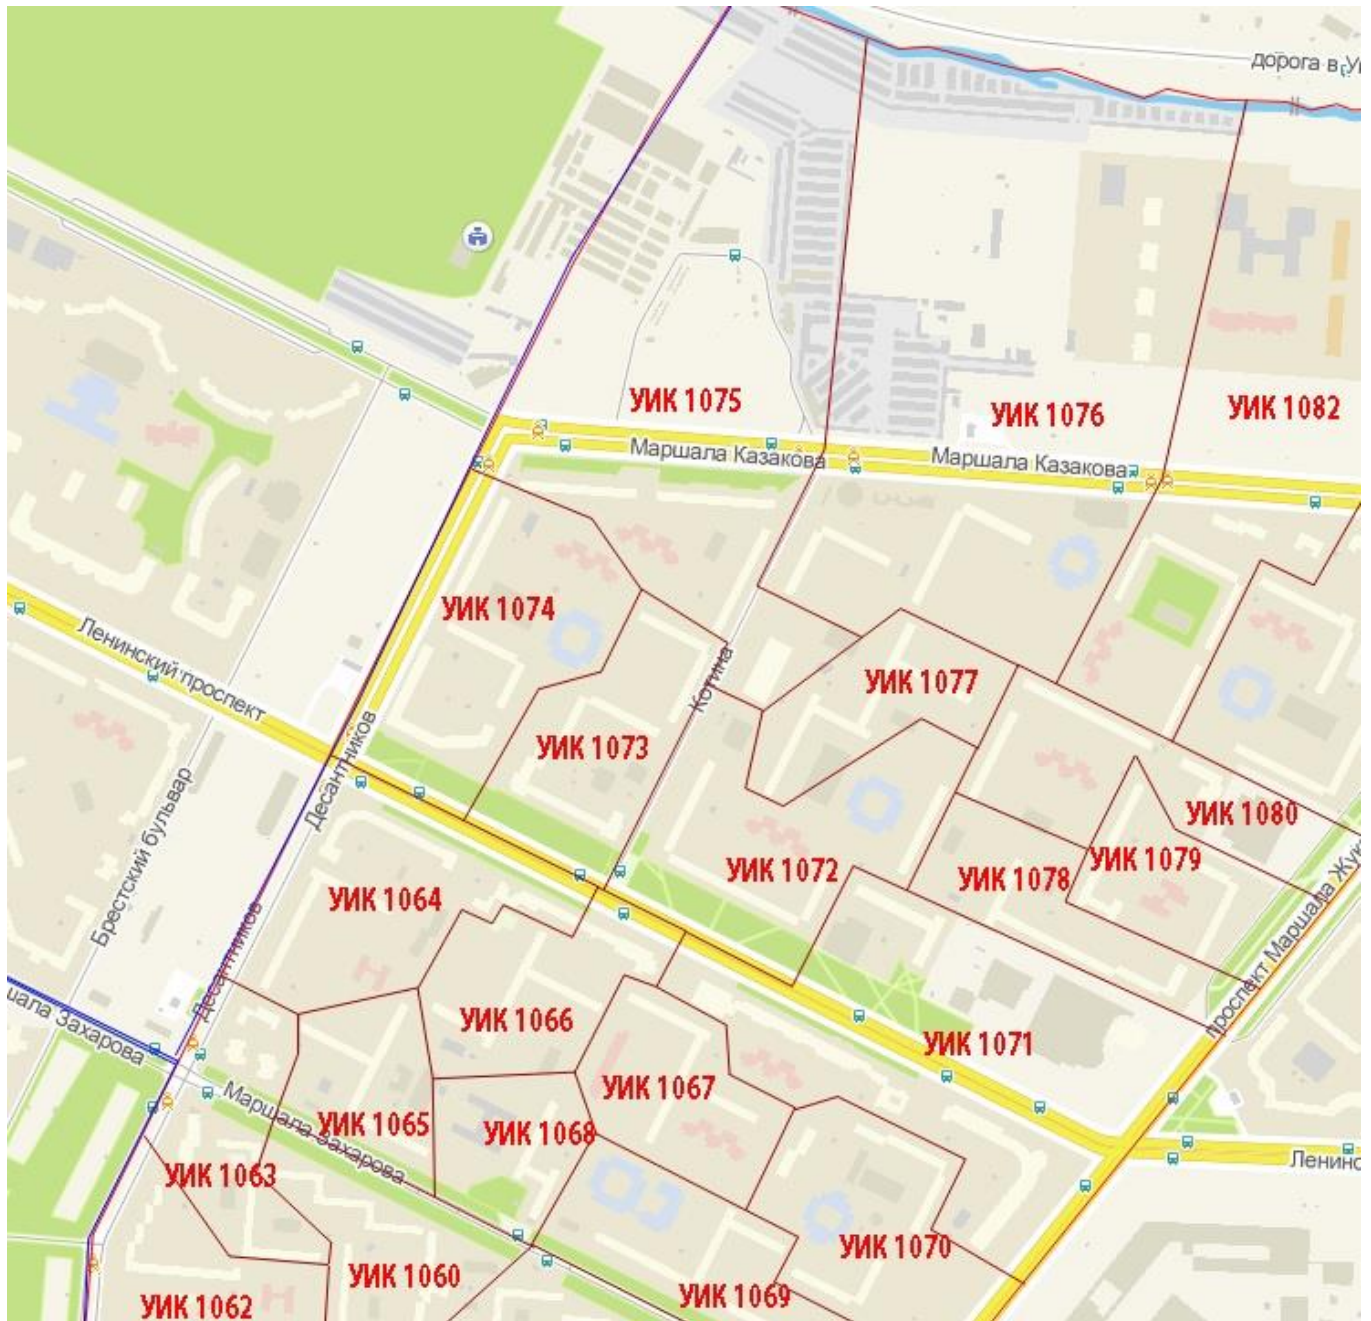 дорога в У
УИК 1075
УИК 1076
УИК 1082
Маршала Казакова
Маршала Казакова
УИК 1074
Ленинский проспект
Котина
УИК 1077
УИК 1073
Десантников
Брестский бульвар
УИК 1080
УИК 1079
УИК 1072
УИК 1078
УИК 1064
проспект Маршала Жук
Десантников
шала Захарова
УИК 1066
УИК 1071
УИК 1067
Маршала Захарова
УИК 1065
УИК 1068
Ленинс
УИК 1063
УИК 1070
УИК 1060
УИК 1069
УИК 1062